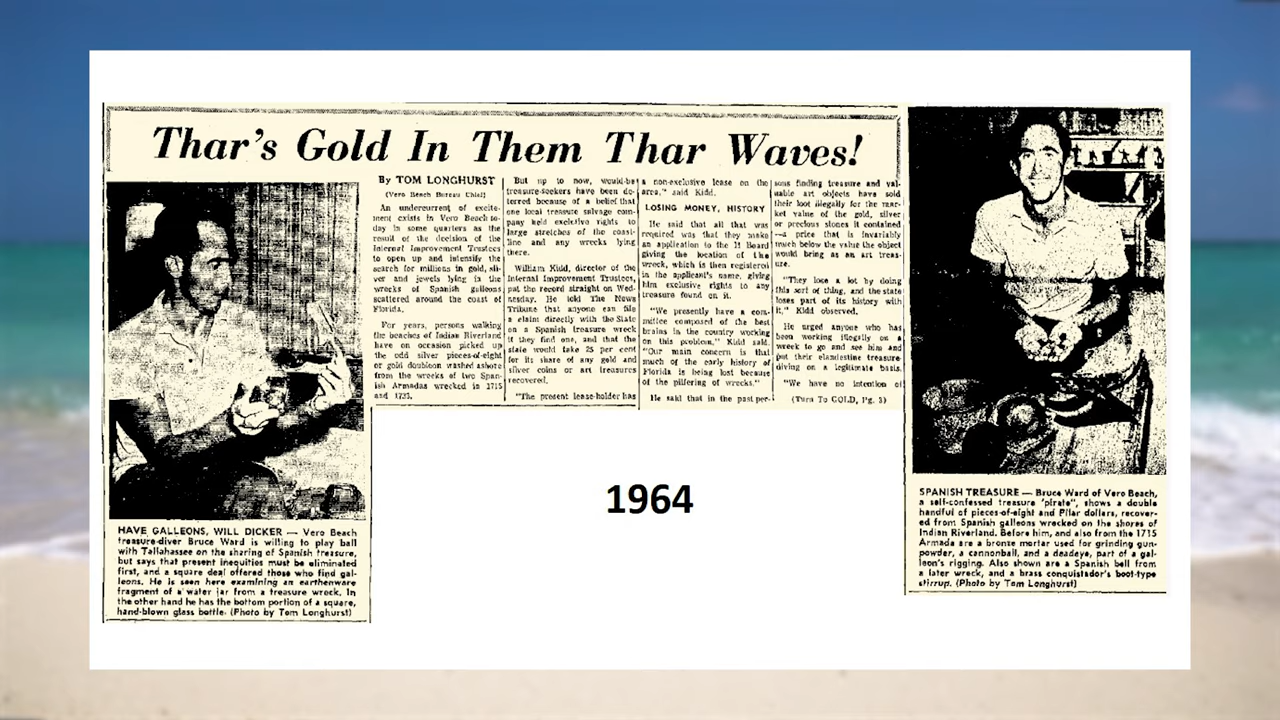 Thar's Gold In Them Thar Waves!
By TOM LONGHURST
(Vero Beach Bureau Chief)
An undercurrent of excite-
ment exists in Vero Beach to-
day in some quarters as the
result of the decision of the
Internal Improvement Trustees
to open up and intensify the
search for millions in gold, sil-
ver and jewels lying in the
wrecks of Spanish galleons
scattered around the coast of
Florida.
For years, persons walking
the beaches of Indian Riverland
have on occasion picked up
the odd silver pieces-of-eight
or gold doubloon washed ashore
from the wrecks of two Span-
ish Armadas wrecked in 1715
and 1733.
But up to now, would-be
treasure-seekers have been de-
terred because of a belief that
one local treasure salvage com-
pany held exclusive rights to
large stretches of the coast-
line and any wrecks lying
there.
William Kidd, director of the
Internal Improvement Trustees,
put the record straight on Wed-
nesday. He told The News
Tribune that anyone can file
a claim directly with the State
on a Spanish treasure wreck
if they find one, and that the
state would take 25 per cent
for its share of any gold and
silver coins or art treasures
recovered.
"The present lease-holder has
a non-exclusive lease on the
area," said Kidd.
LOSING MONEY, HISTORY
He said that all that was
required was that they make
an application to the II Board
giving the location of the
wreck, which is then registered
in the applicant's name, giving
him exclusive rights to any
treasure found on it.
"We presently have a com-
mittee composed of the best
brains in the country working
on this problem," Kidd said.
"Our main concern is that
much of the early history of
Florida is being lost because
of the pilfering of wrecks."
He said that in the past per-
sons finding treasure and val-
uable art objects have sold
their loot illegally for the mar-
ket value of the gold, silver
or precious stones it contained
—a price that is invariably
much below the value the object
would bring as an art treas-
ure.
"They lose a lot by doing
this sort of thing, and the state
loses part of its history with
it," Kidd observed.
He urged anyone who has
been working illegally on a
wreck to go and see him and
put their clandestine treasure
diving on a legitimate basis.
"We have no intention of
(Turn To GOLD, Pg. 3)
HAVE GALLEONS, WILL DICKER — Vero Beach
treasure-diver Bruce Ward is willing to play ball
with Tallahassee on the sharing of Spanish treasure,
but says that present inequities must be eliminated
first, and a square deal offered those who find gal-
leons. He is seen here examining an earthenware
fragment of a water jar from a treasure wreck. In
the other hand he has the bottom portion of a square,
hand-blown glass bottle. (Photo by Tom Longhurst)
1964
SPANISH TREASURE — Bruce Ward of Vero Beach,
a self-confessed treasure "pirate", shows a double
handful of pieces-of-eight and Pilar dollars, recover-
ed from Spanish galleons wrecked on the shores of
Indian Riverland. Before him, and also from the 1715
Armada are a bronze mortar used for grinding gun-
powder, a cannonball, and a deadeye, part of a gal-
leon's rigging. Also shown are a Spanish bell from
a later wreck, and a brass conquistador's boot-type
stirrup. (Photo by Tom Longhurst)